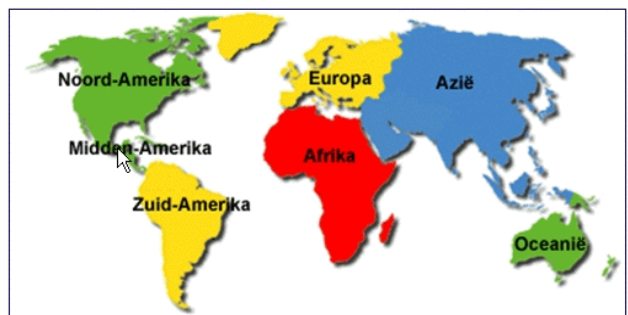 Noord-Amerika
Europa
Azië
Midden-Amerika
Afrika
Zuid-Amerika
Oceanië